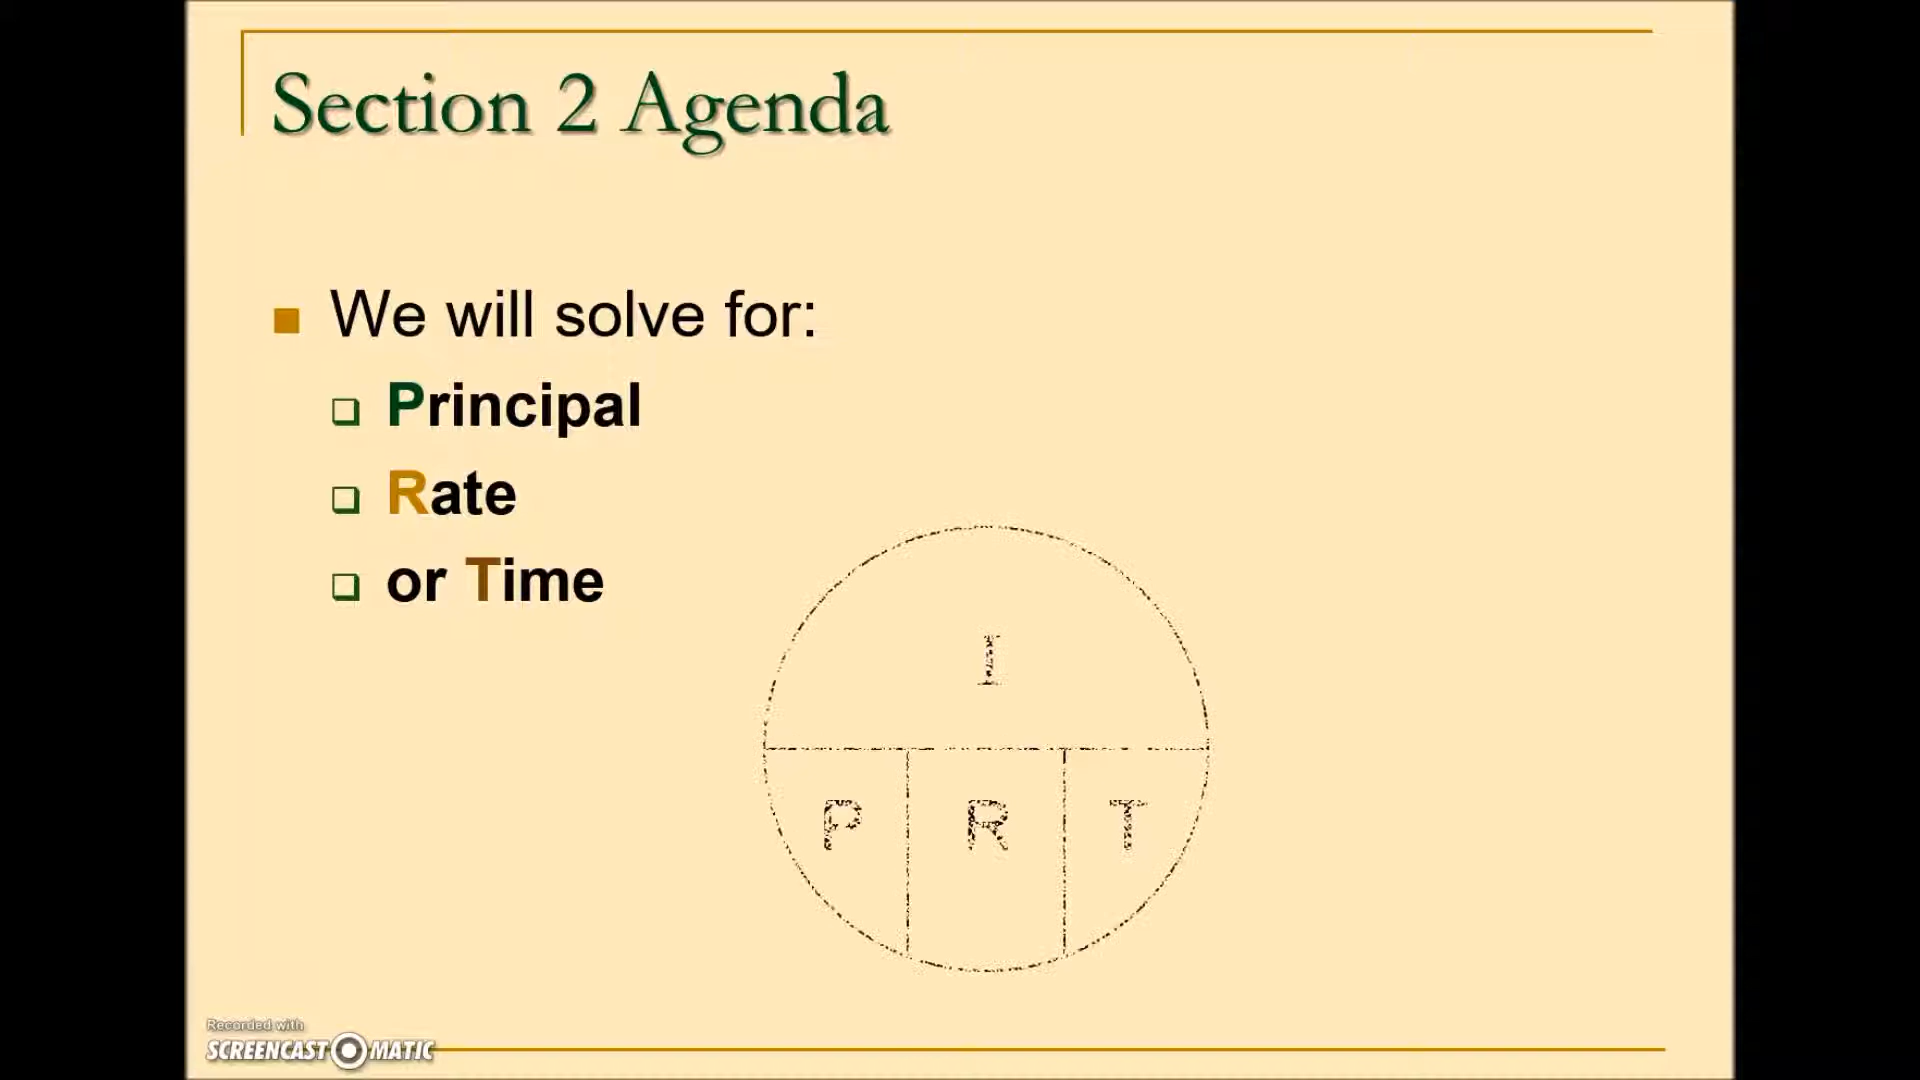 Section 2 Agenda
We will solve for:
Principal
Rate
or Time
I
P R T
Recorded with
SCREENCAST MATIC